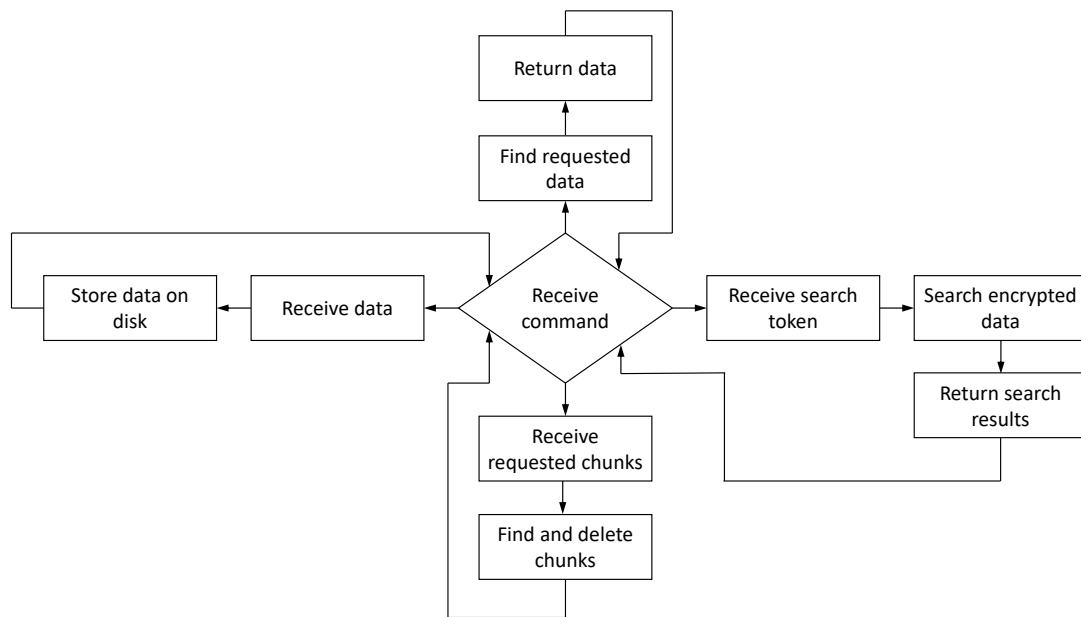 Return data
Find requested
data
Store data on
disk
Receive data
Receive
command
Receive search
token
Search encrypted
data
Return search
results
Receive
requested chunks
Find and delete
chunks